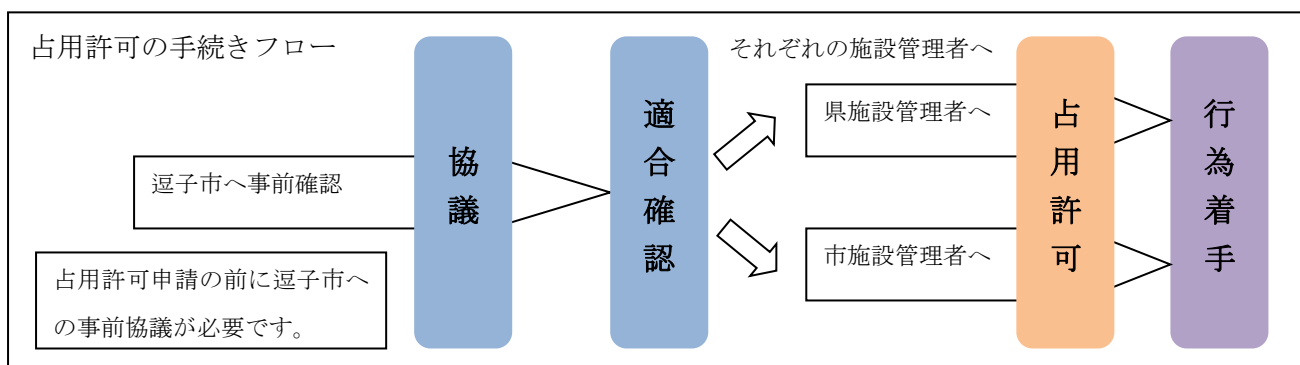 占用許可の手続きフロー
逗子市へ事前確認
占用許可申請の前に逗子市へ
の事前協議が必要です。
協議
適合確認
それぞれの施設管理者へ
県施設管理者へ
市施設管理者へ
占用許可
行為着手